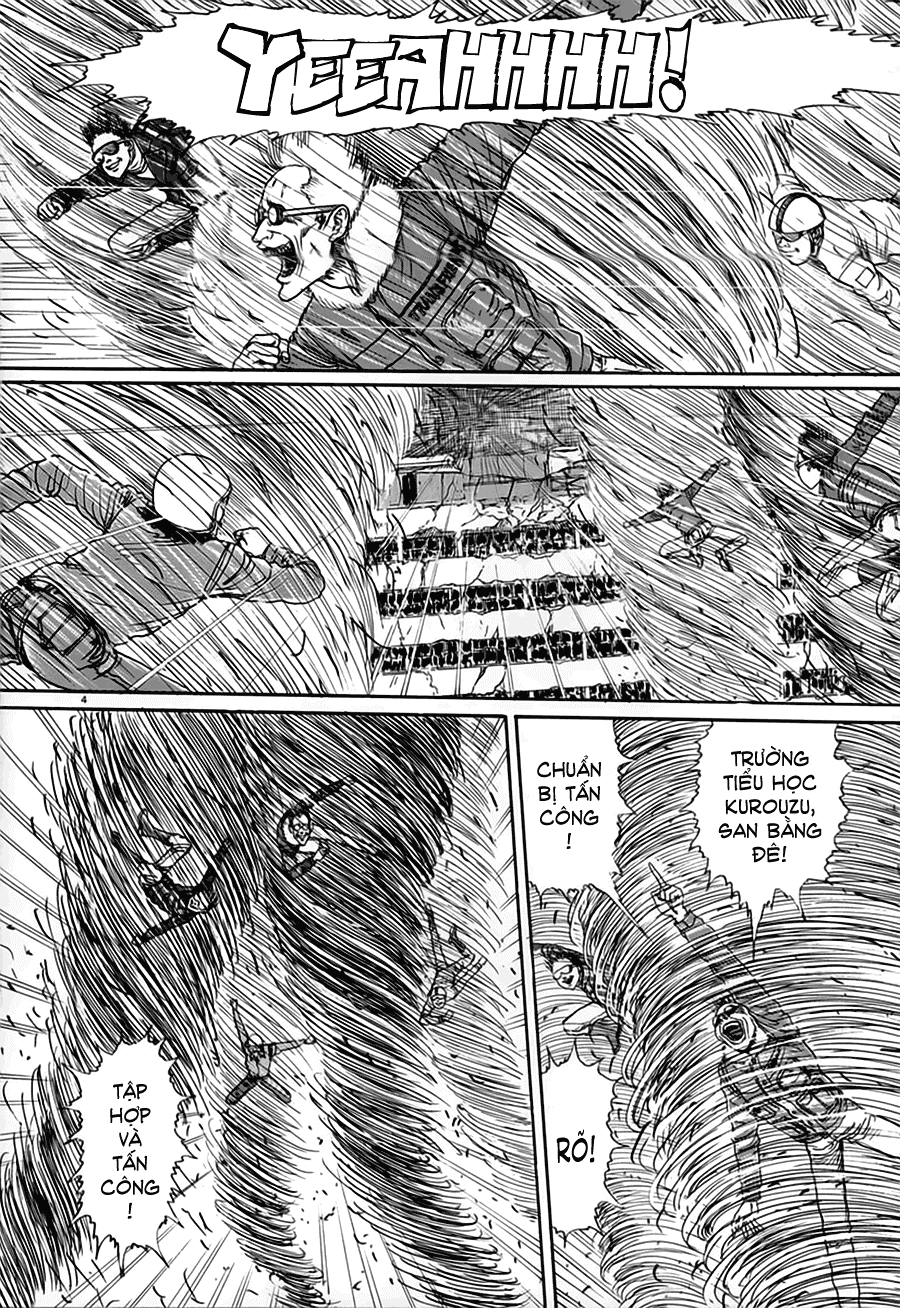 YEEAHHHH!
4
TRƯỜNG
TIỂU HỌC
KUROUZU,
SAN BẰNG
ĐÊ!
CHUẨN
BỊ TẤN
CÔNG
!
RÕ!
TẬP
HỢP
VÀ
TẤN
CÔNG
!